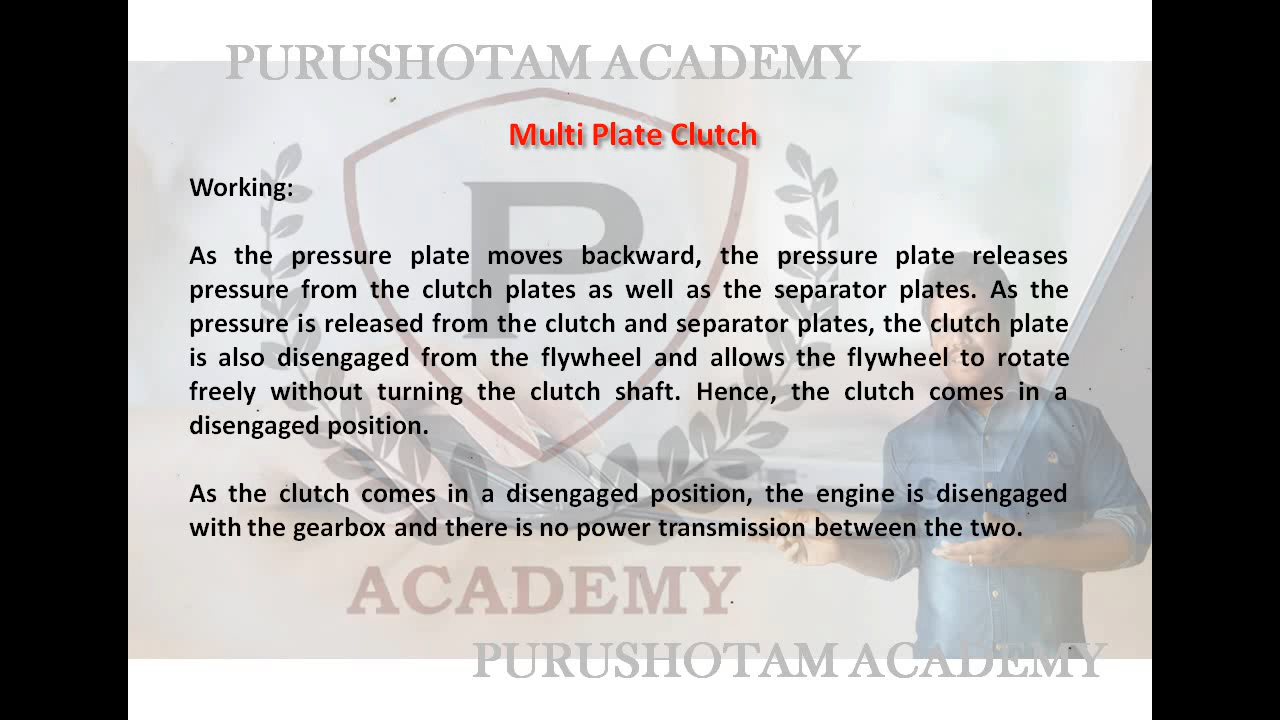 PURUSHOTAM ACADEMY
Multi Plate Clutch
P
Working:
As the pressure plate moves backward, the pressure plate releases
pressure from the clutch plates as well as the separator plates. As the
pressure is released from the clutch and separator plates, the clutch plate
is also disengaged from the flywheel and allows the flywheel to rotate
freely without turning the clutch shaft. Hence, the clutch comes in a
disengaged position.
As the clutch comes in a disengaged position, the engine is disengaged
with the gearbox and there is no power transmission between the two.
ACADEMY
PURUSHOTAM ACADEMY